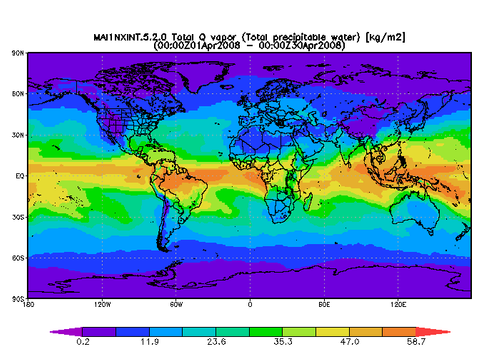 MAI1NXINT.5.2.0 Total Q vapor (Total precipitable water) [kg/m2]
(00:00Z01Apr2008 - 00:00Z30Apr2008)
90N
60N
30N
EQ
30S
60S
90S
180 120W 60W 0 60E 120E
0.2 11.9 23.6 35.3 47.0 58.7